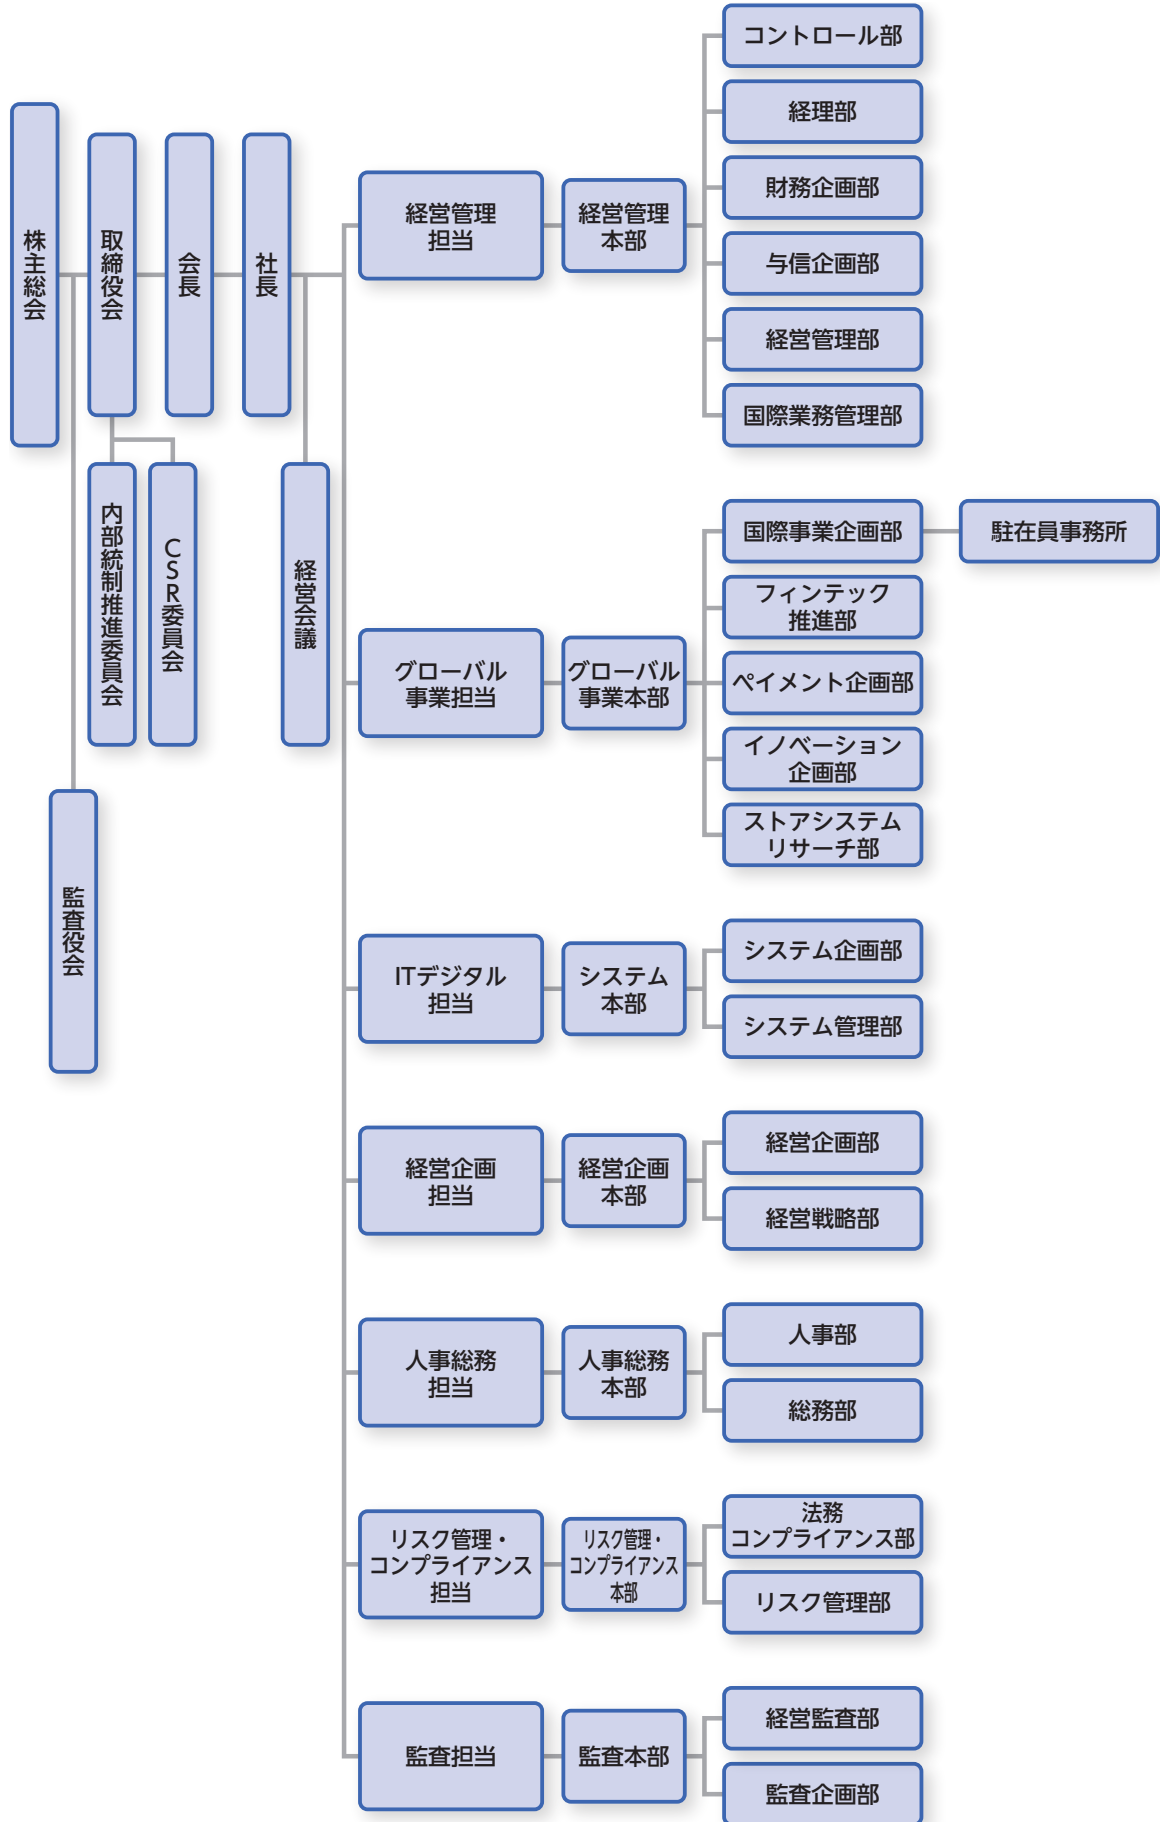 株主総会
取締役会
会長
社長
内部統制推進委員会
CSR委員会
経営会議
監査役会
経営管理
担当
経営管理
本部
コントロール部
経理部
財務企画部
与信企画部
経営管理部
国際業務管理部
グローバル
事業担当
グローバル
事業本部
国際事業企画部
駐在員事務所
フィンテック
推進部
ペイメント企画部
イノベーション
企画部
ストアシステム
リサーチ部
ITデジタル
担当
システム
本部
システム企画部
システム管理部
経営企画
担当
経営企画
本部
経営企画部
経営戦略部
人事総務
担当
人事総務
本部
人事部
総務部
リスク管理・
コンプライアンス
担当
リスク管理・
コンプライアンス
本部
法務
コンプライアンス部
リスク管理部
監査担当
監査本部
経営監査部
監査企画部